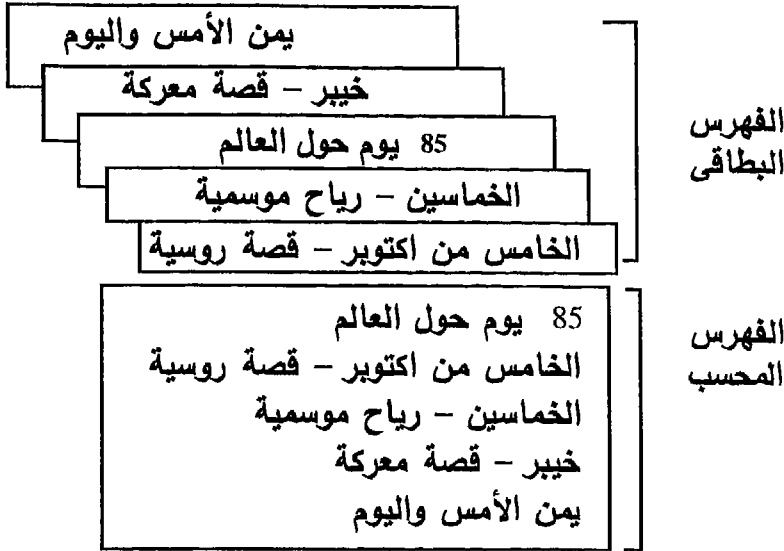 يمن الأمس واليوم
خيبر – قصة معركة
85 يوم حول العالم
الخماسين – رياح موسمية
الخامس من اكتوبر – قصة روسية
الفهرس
البطاقى
85 يوم حول العالم
الخامس من اكتوبر – قصة روسية
الخماسين – رياح موسمية
خيبر – قصة معركة
يمن الأمس واليوم
الفهرس
المحسب